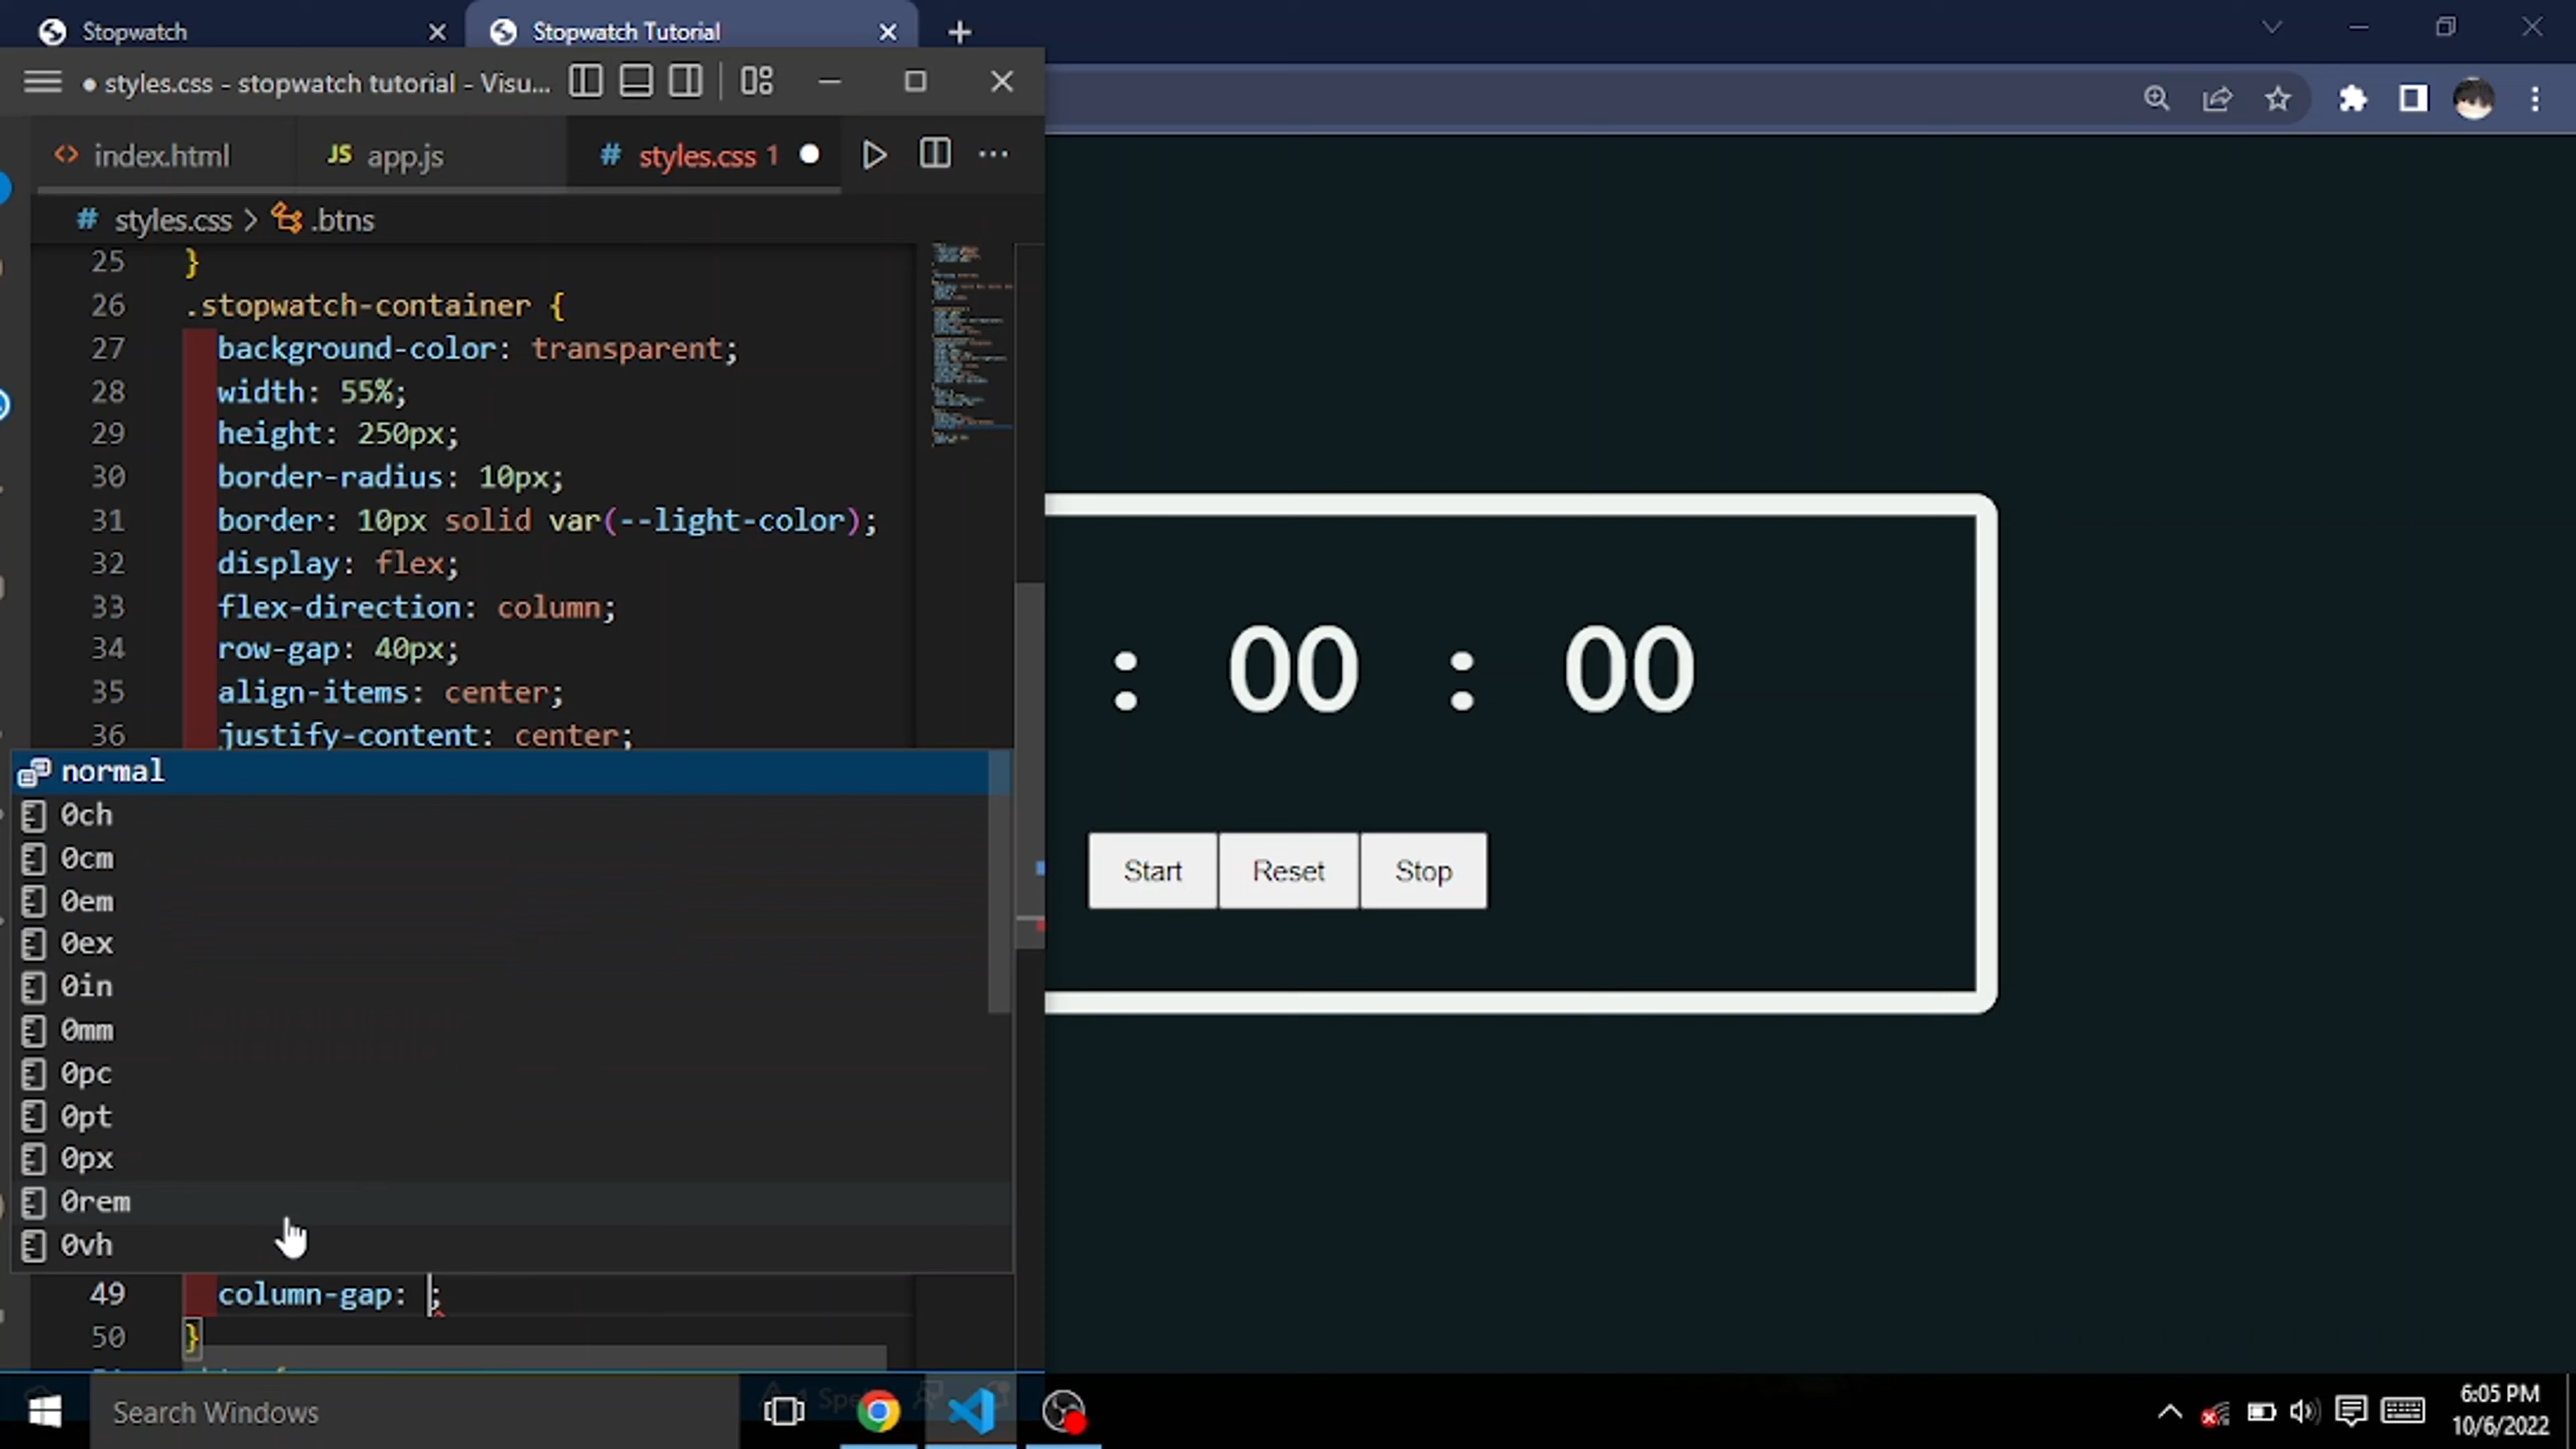 Stopwatch
Stopwatch Tutorial
● styles.css - stopwatch tutorial - Visu...
<> index.html
JS app.js
# styles.css 1
# styles.css > .btns
25 }
26 .stopwatch-container {
27 background-color: transparent;
28 width: 55%;
29 height: 250px;
30 border-radius: 10px;
31 border: 10px solid var(--light-color);
32 display: flex;
33 flex-direction: column;
34 row-gap: 40px;
35 align-items: center;
36 justify-content: center;
normal
0ch
0cm
0em
0ex
0in
0mm
0pc
0pt
0px
0rem
0vh
49 column-gap: ;
50 }
: 00 : 00
Start Reset Stop
Search Windows
6:05 PM
10/6/2022